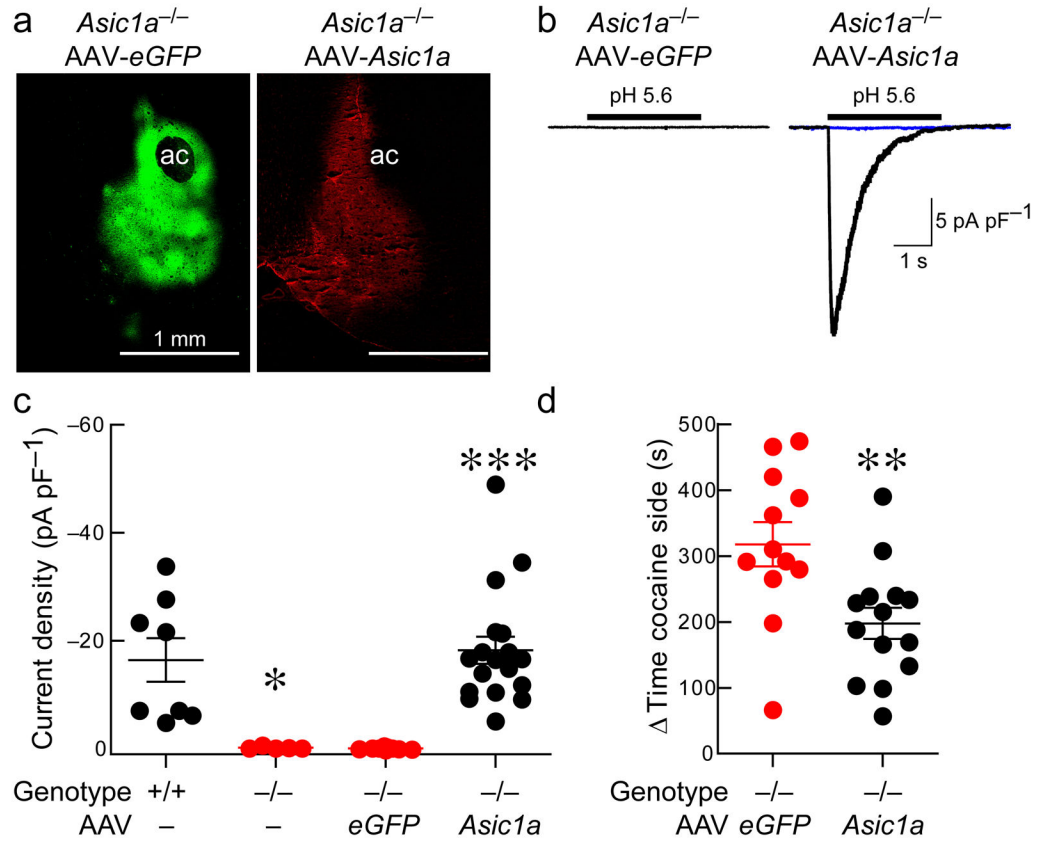 a
Asic1a–/–
AAV-eGFP
Asic1a–/–
AAV-Asic1a
ac
ac
1 mm
b
Asic1a–/–
AAV-eGFP
Asic1a–/–
AAV-Asic1a
pH 5.6
pH 5.6
5 pA pF–1
1 s
c
Current density (pA pF–1)
–60
–40
–20
0
*
***
Genotype +/+ –/– –/– –/–
AAV – – eGFP Asic1a
d
Δ Time cocaine side (s)
500
400
300
200
100
0
**
Genotype –/– –/–
AAV eGFP Asic1a